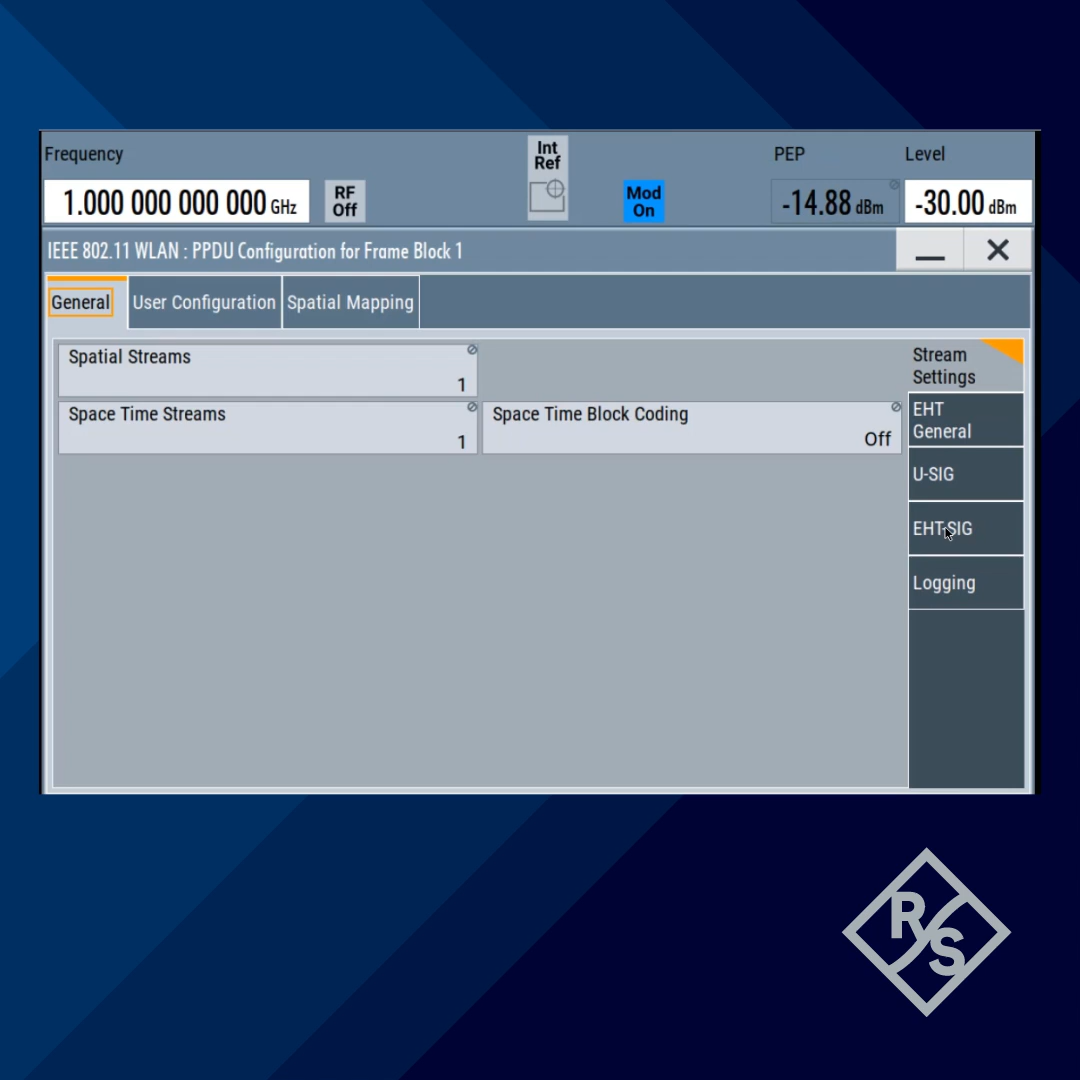 Frequency
Int
Ref
PEP
Level
1.000 000 000 000 GHz
RF
Off
Mod
On
-14.88 dBm
-30.00 dBm
IEEE 802.11 WLAN : PPDU Configuration for Frame Block 1
General
User Configuration
Spatial Mapping
Spatial Streams
1
Space Time Streams
1
Space Time Block Coding
Off
Stream
Settings
EHT
General
U-SIG
EHT-SIG
Logging
R
S